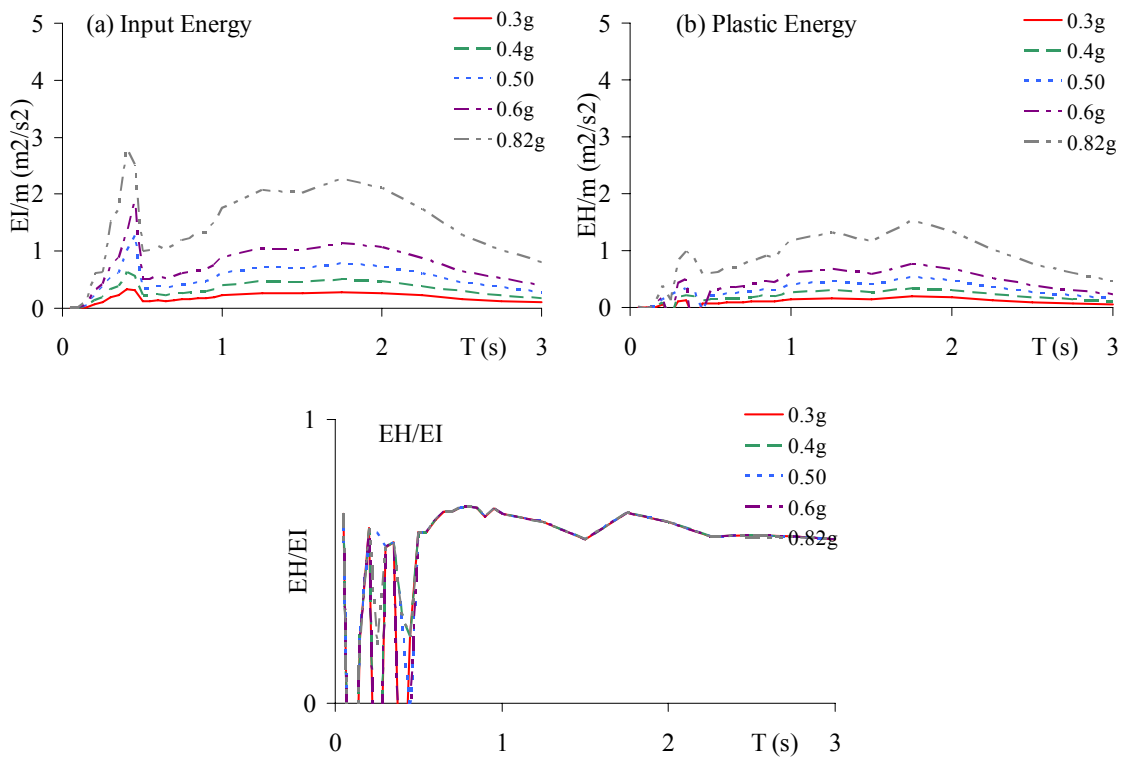 (a) Input Energy
EI/m (m2/s2)
5
4
3
2
1
0
0 1 2 3
T (s)
0.3g
0.4g
0.50
0.6g
0.82g
(b) Plastic Energy
EH/m (m2/s2)
5
4
3
2
1
0
0 1 2 3
T (s)
0.3g
0.4g
0.50
0.6g
0.82g
EH/EI
EH/EI
1
0
0 1 2 3
T (s)
0.3g
0.4g
0.50
0.6g
0.82g